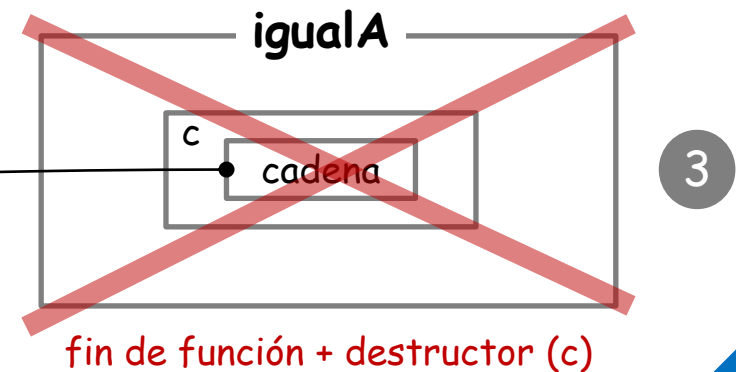 igualA
c
cadena
3
fin de función + destructor (c)